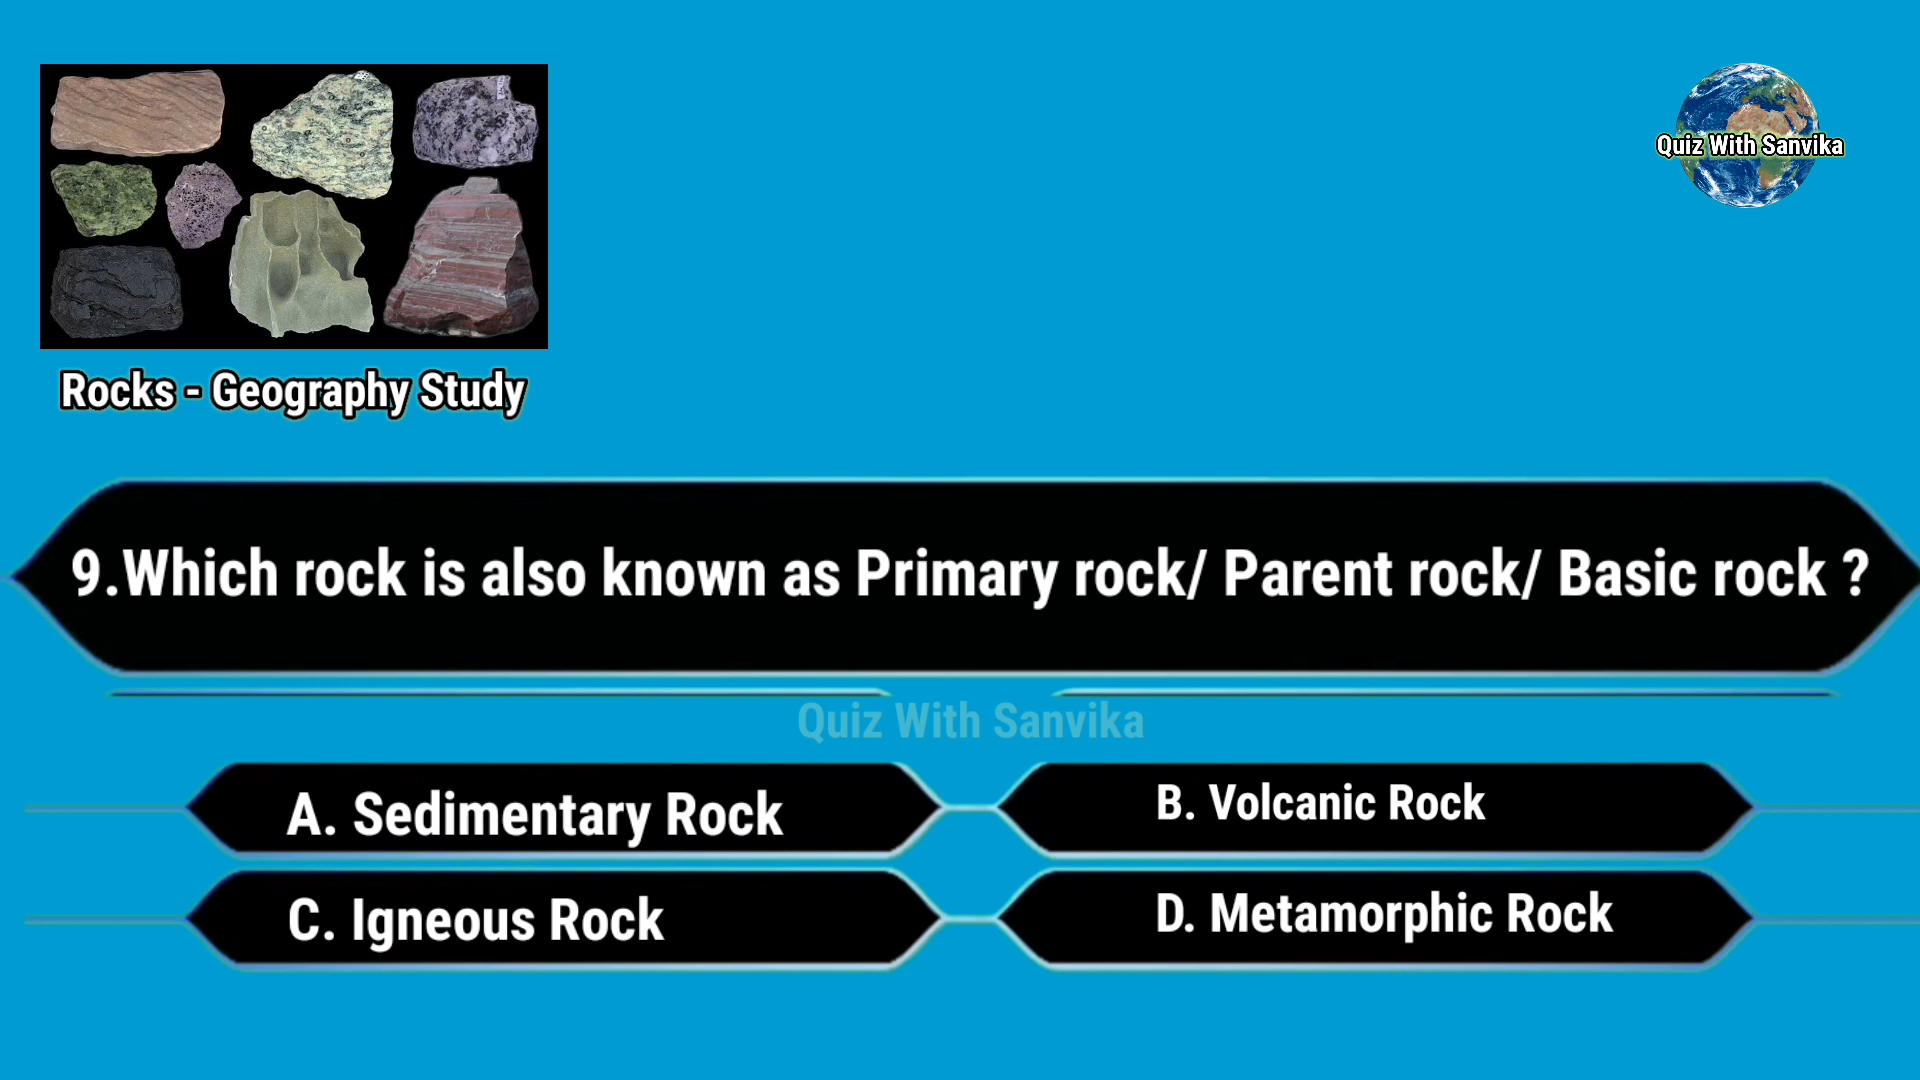 Quiz With Sanvika
Rocks - Geography Study
9.Which rock is also known as Primary rock/ Parent rock/ Basic rock ?
Quiz With Sanvika
A. Sedimentary Rock
B. Volcanic Rock
C. Igneous Rock
D. Metamorphic Rock